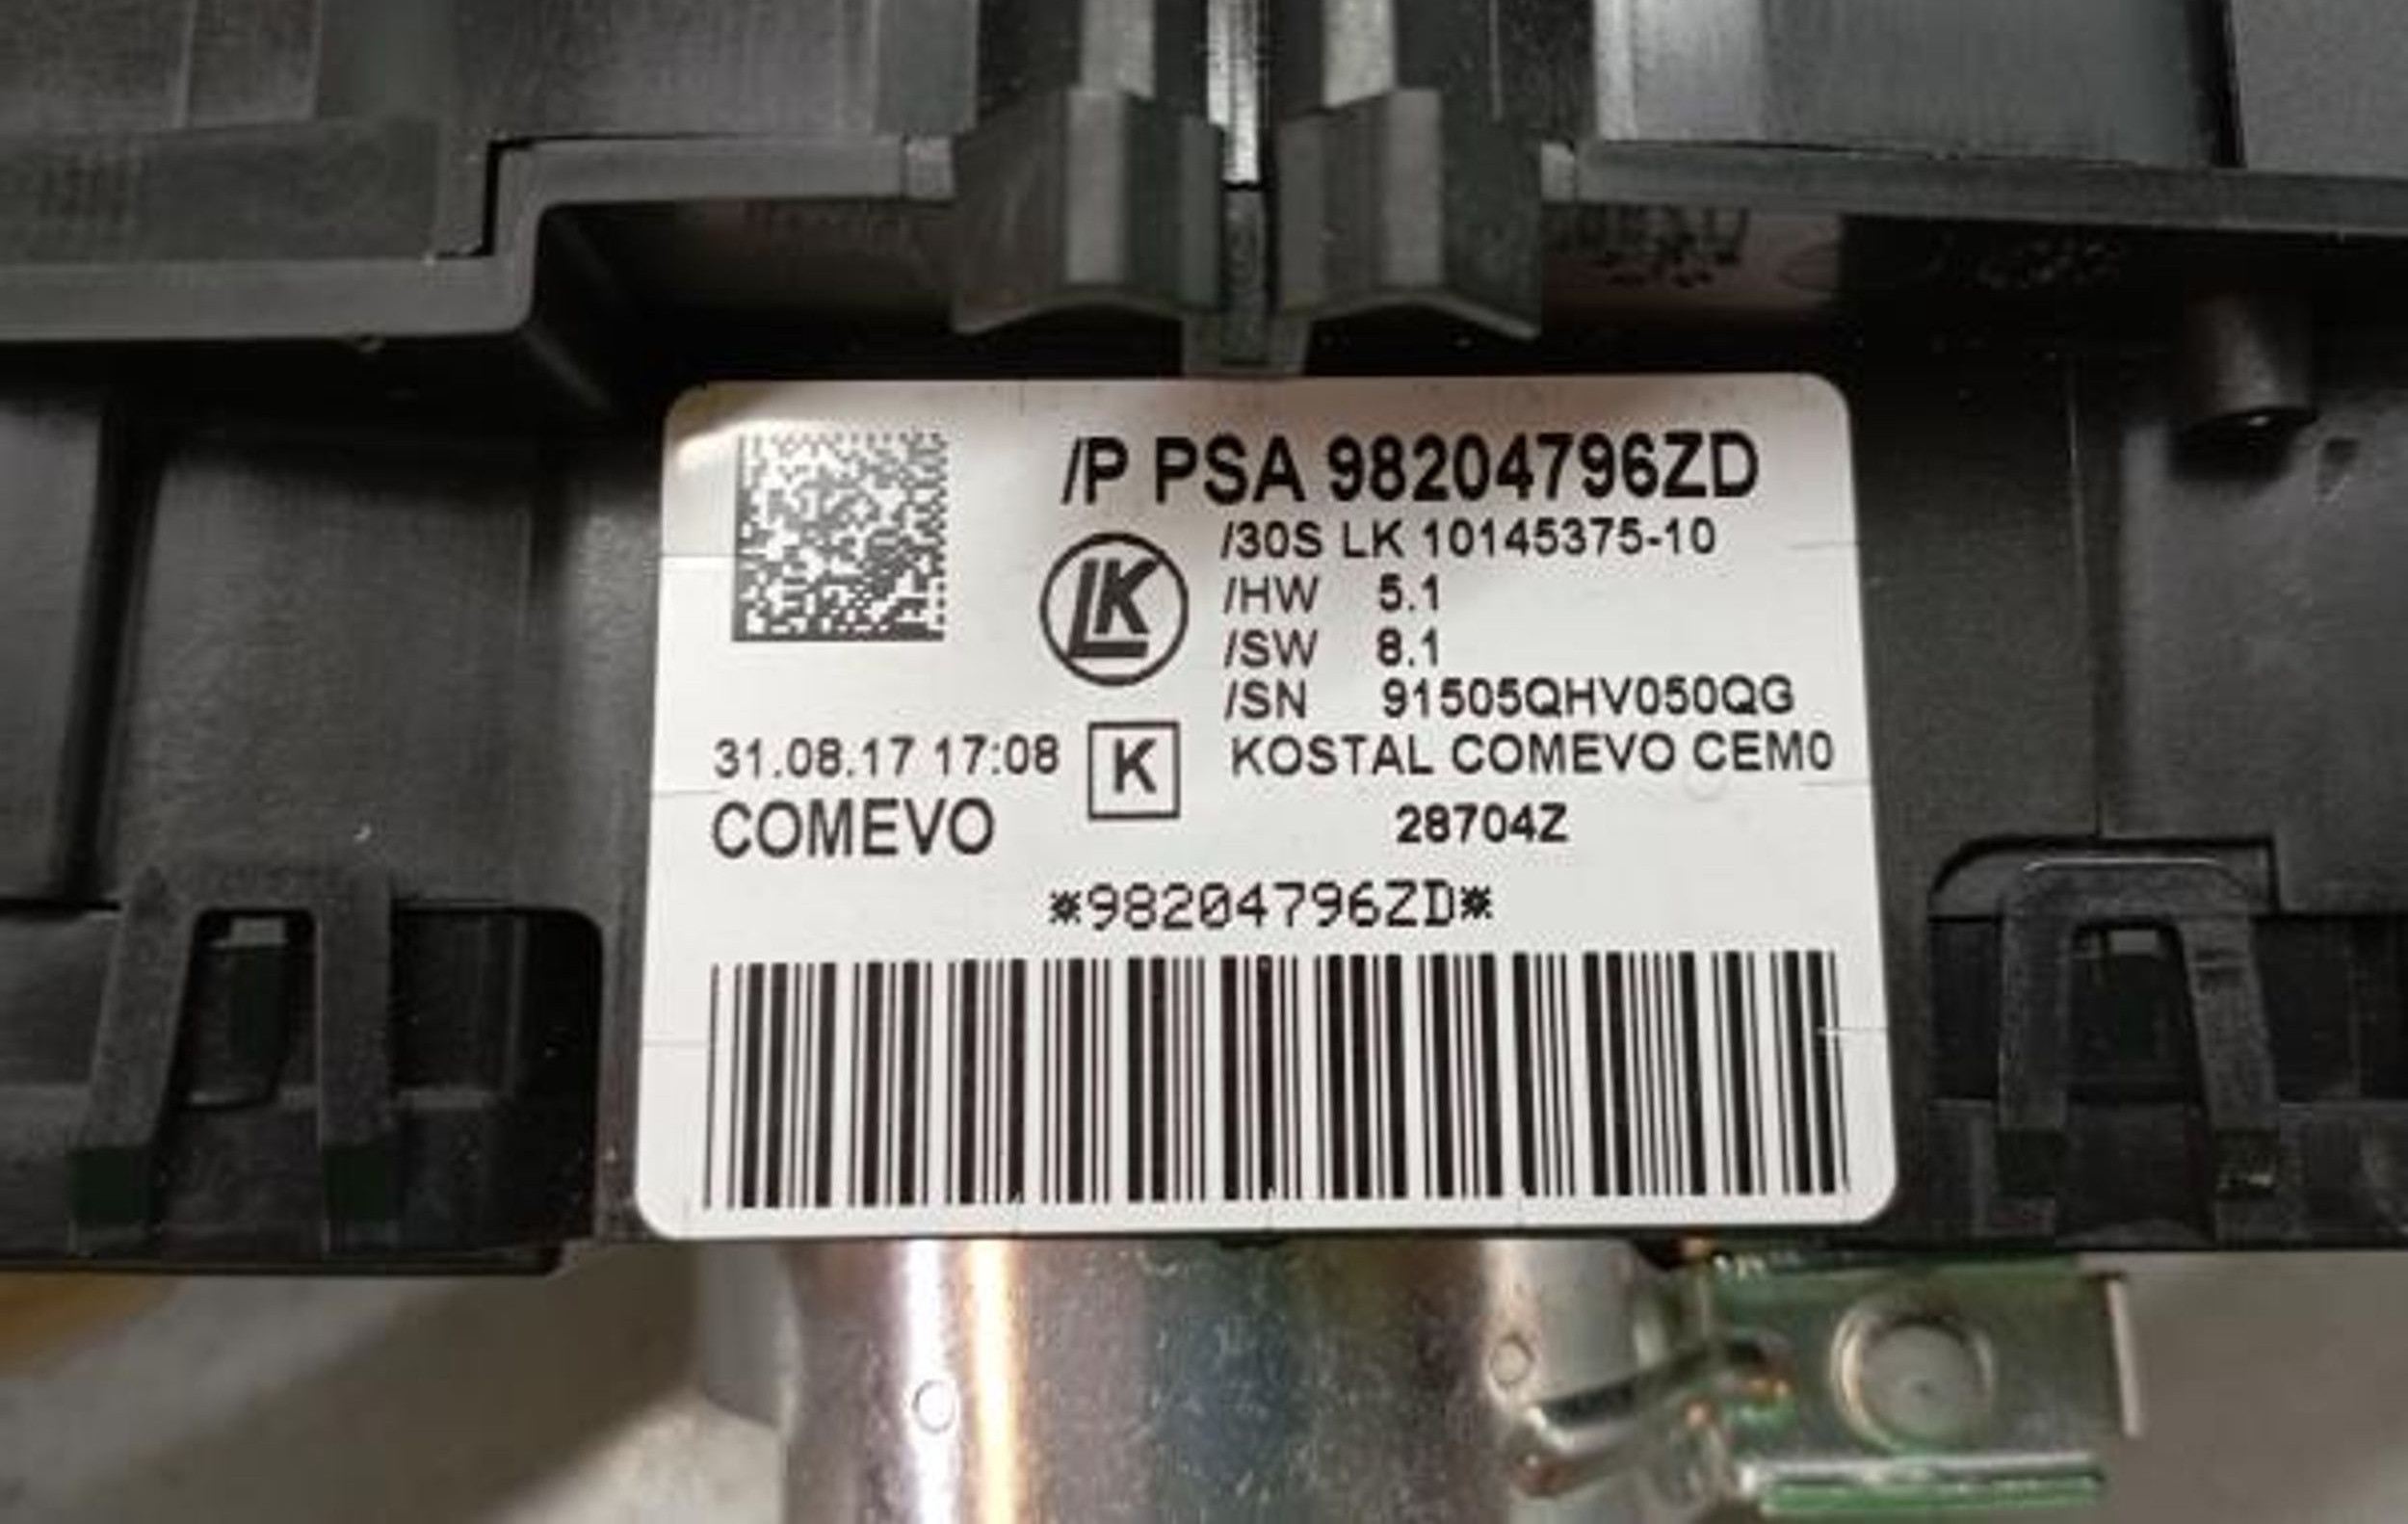 /P PSA 98204796ZD
/30S LK 10145375-10
LK
/HW 5.1
/SW 8.1
/SN 91505QHV050QG
31.08.17 17:08 K KOSTAL COMEVO CEM0
COMEVO 28704Z
*98204796ZD*